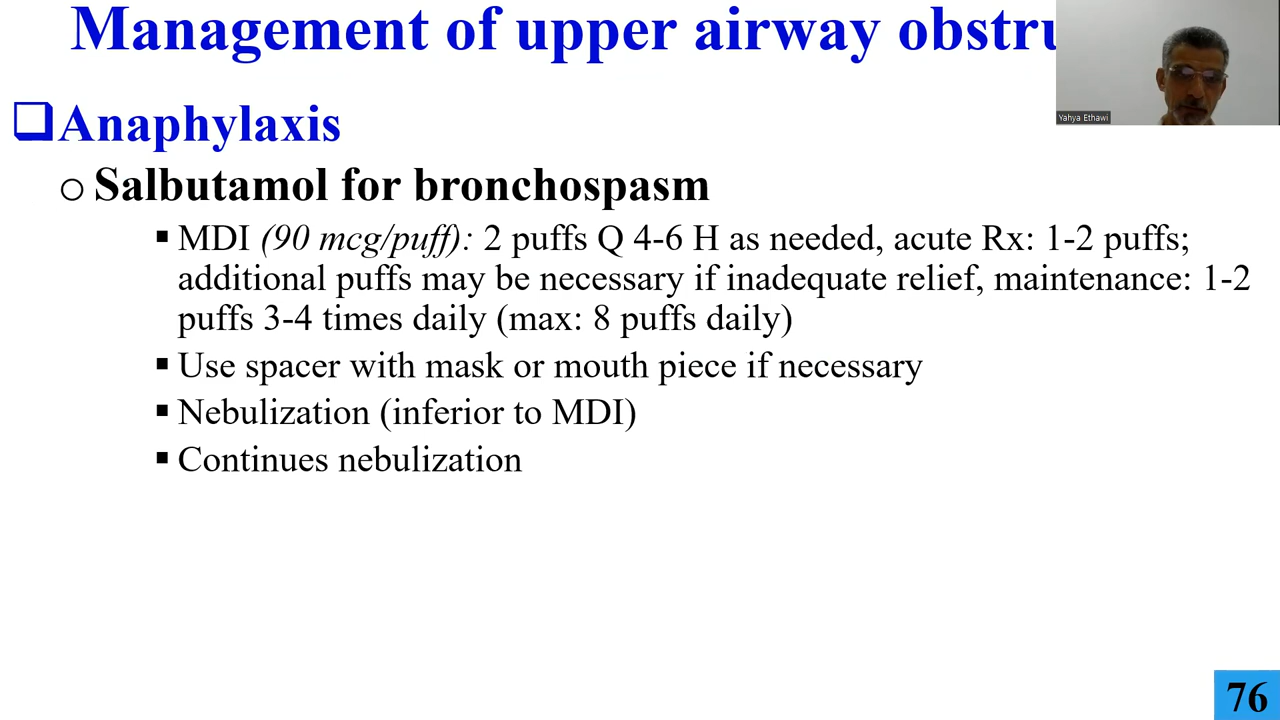 Management of upper airway obstru
Yahya Ethawi
Anaphylaxis
Salbutamol for bronchospasm
MDI (90 mcg/puff): 2 puffs Q 4-6 H as needed, acute Rx: 1-2 puffs;
additional puffs may be necessary if inadequate relief, maintenance: 1-2
puffs 3-4 times daily (max: 8 puffs daily)
Use spacer with mask or mouth piece if necessary
Nebulization (inferior to MDI)
Continues nebulization
76